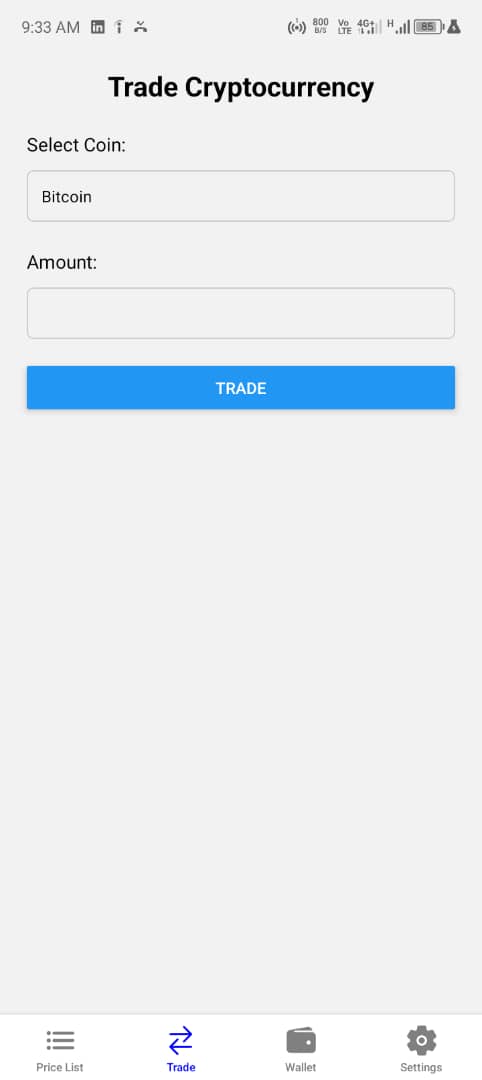 9:33 AM in 800 B/S Vo LTE 4G+ H 85
Trade Cryptocurrency
Select Coin:
Bitcoin
Amount:
TRADE
Price List Trade Wallet Settings